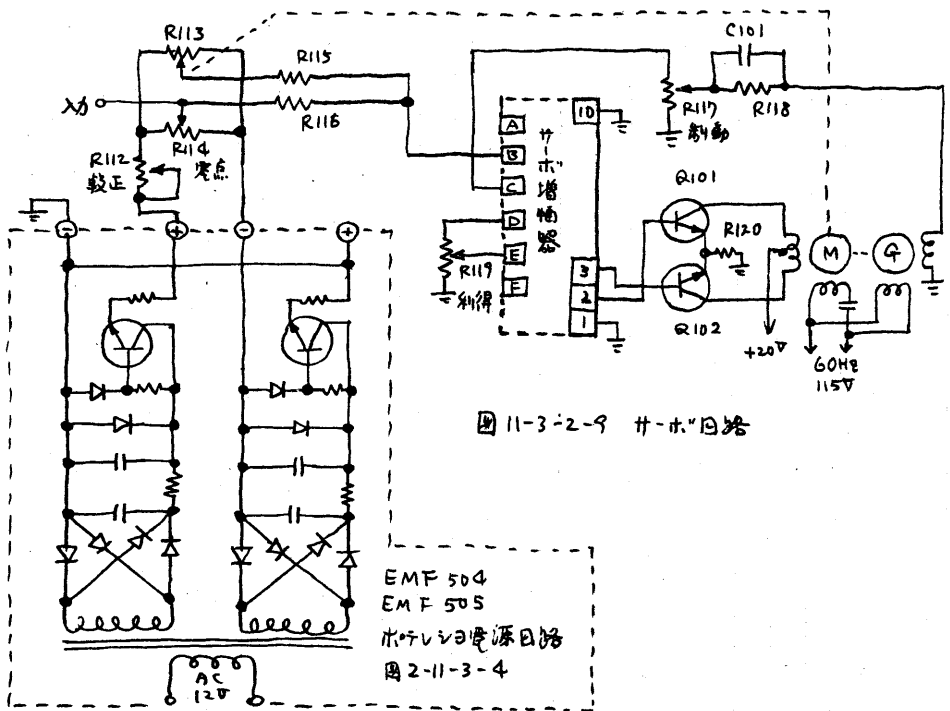 R113
C101
R115
入力
R116
R117
R118
制動
R112
較正
R114
零点
A
B
C
D
E
F
サーボ増幅器
10
3
2
1
Q101
R120
Q102
R119
利得
M
G
+20V
60Hz
115V
図11-3-2-9 サーボ回路
EMF 504
EMF 505
ポテンショ電源回路
図2-11-3-4
AC
12V